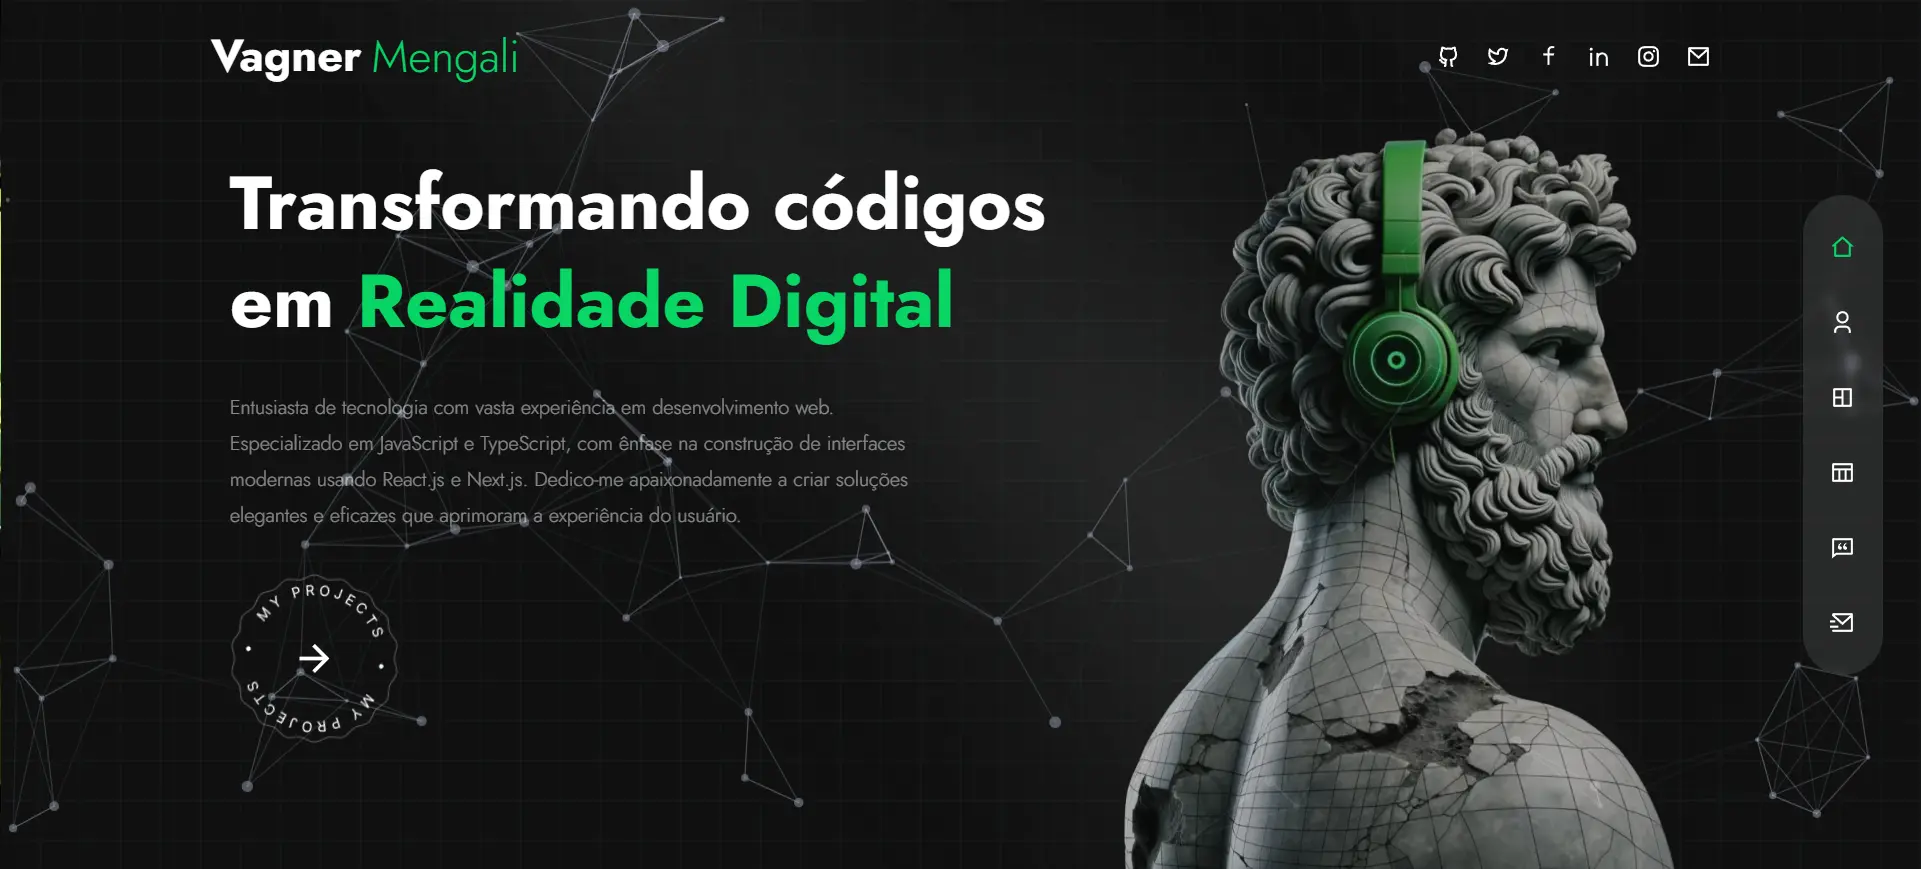 Vagner Mengali
Transformando códigos
em Realidade Digital
Entusiasta de tecnologia com vasta experiência em desenvolvimento web.
Especializado em JavaScript e TypeScript, com ênfase na construção de interfaces
modernas usando React.js e Next.js. Dedico-me apaixonadamente a criar soluções
elegantes e eficazes que aprimoram a experiência do usuário.
MY PROJECTS • MY PROJECTS •